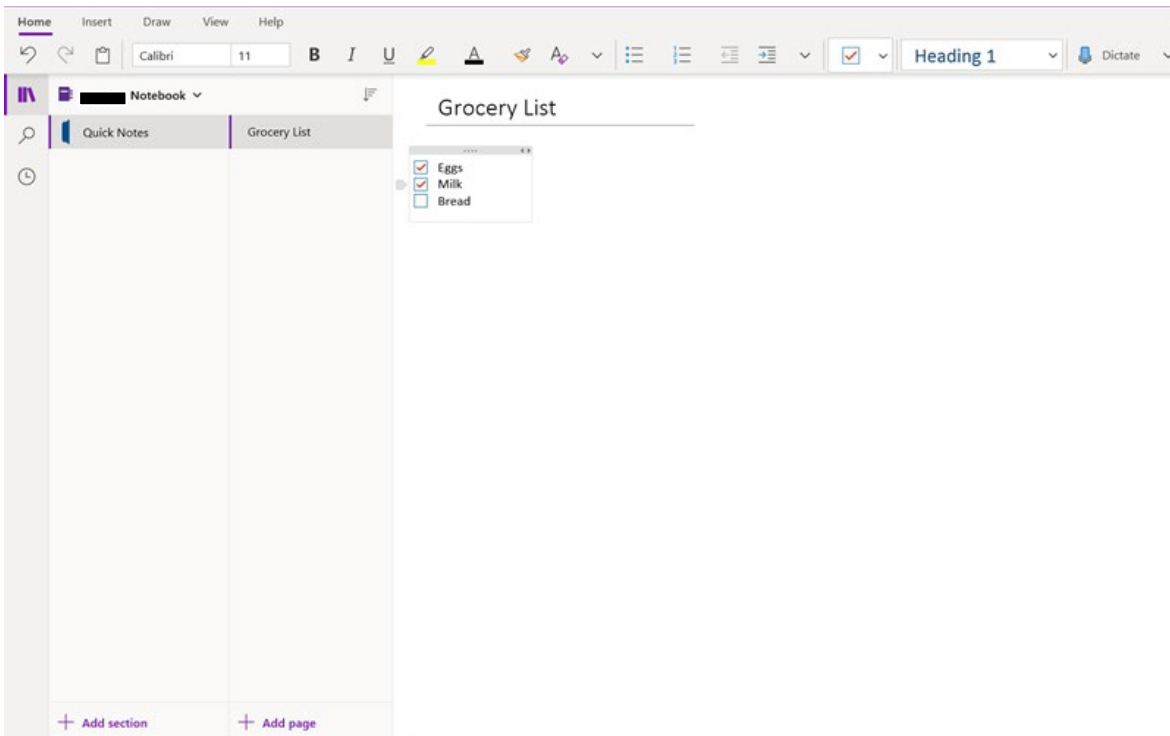 Home Insert Draw View Help
Calibri 11 B I U A A Heading 1 Dictate
Notebook
Quick Notes
Grocery List
Grocery List
Eggs
Milk
Bread
Add section
Add page